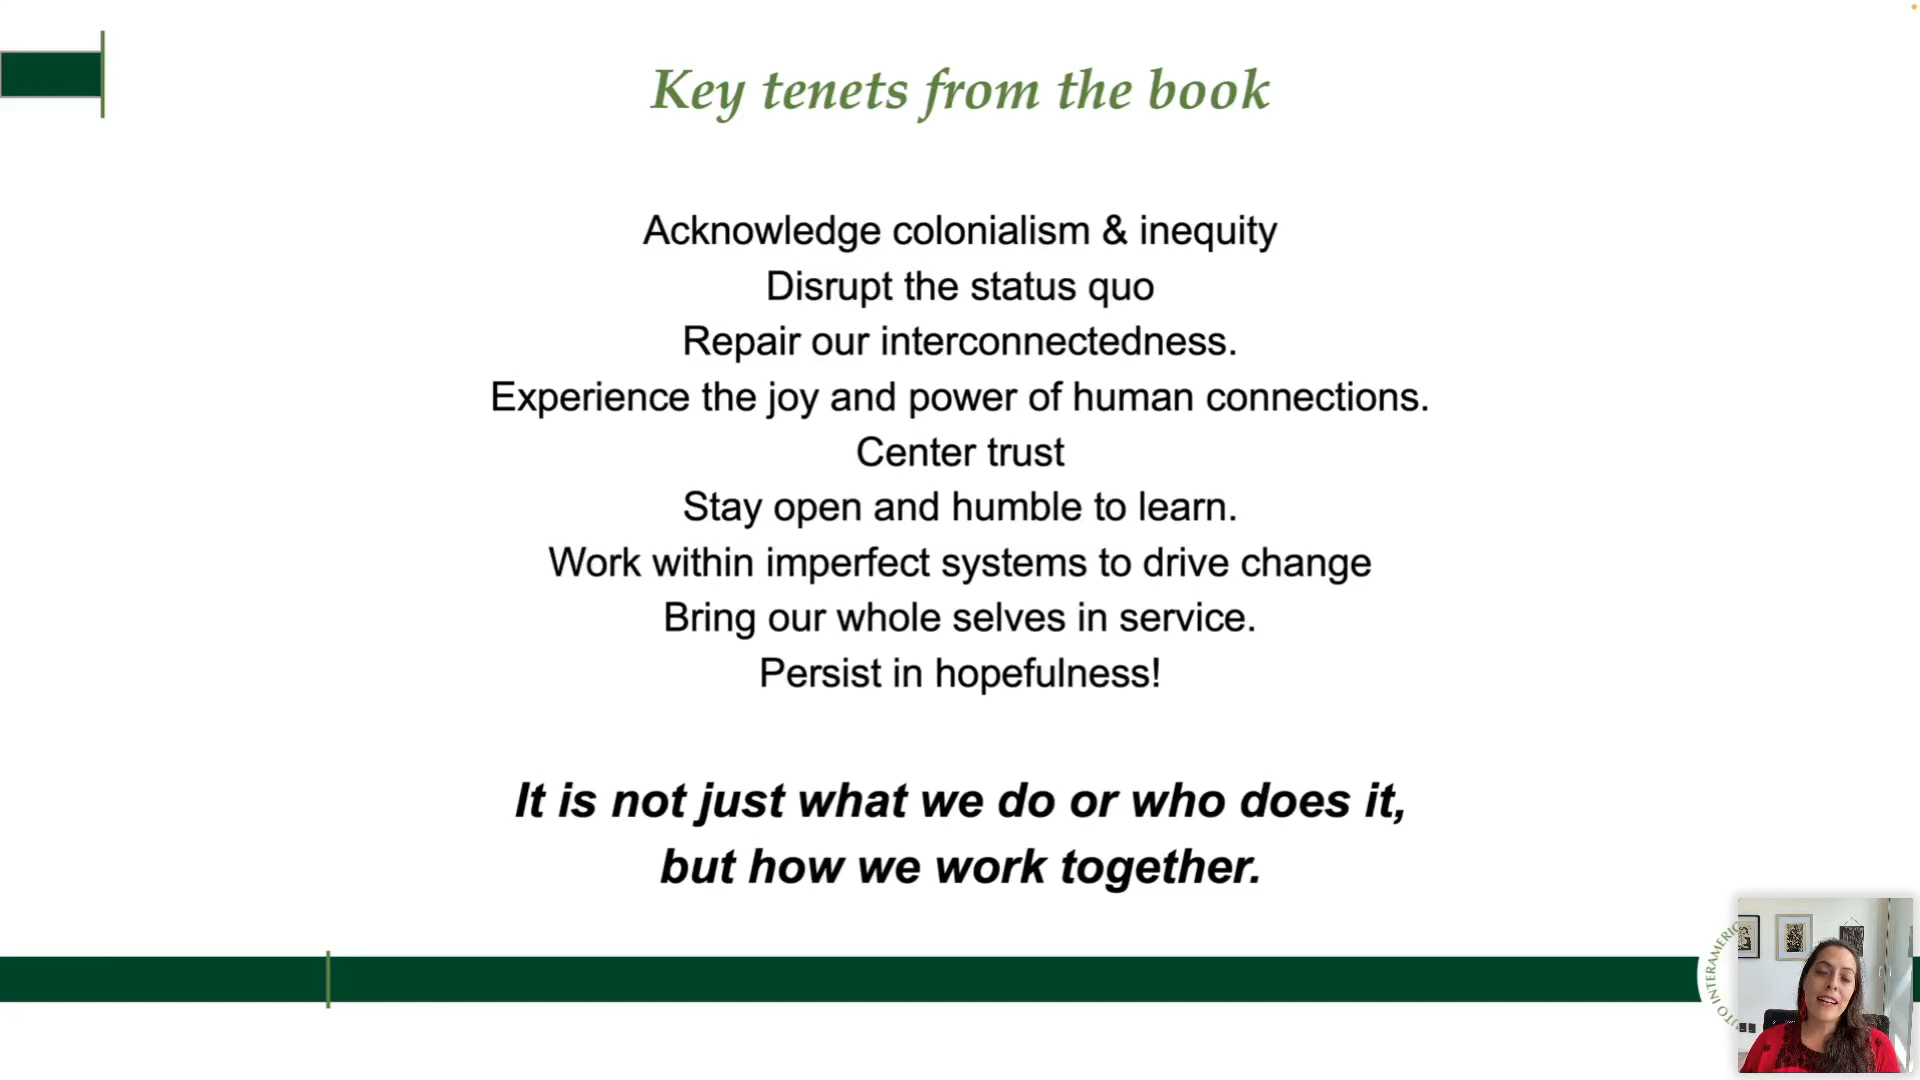 Key tenets from the book
Acknowledge colonialism & inequity
Disrupt the status quo
Repair our interconnectedness.
Experience the joy and power of human connections.
Center trust
Stay open and humble to learn.
Work within imperfect systems to drive change
Bring our whole selves in service.
Persist in hopefulness!
It is not just what we do or who does it,
but how we work together.